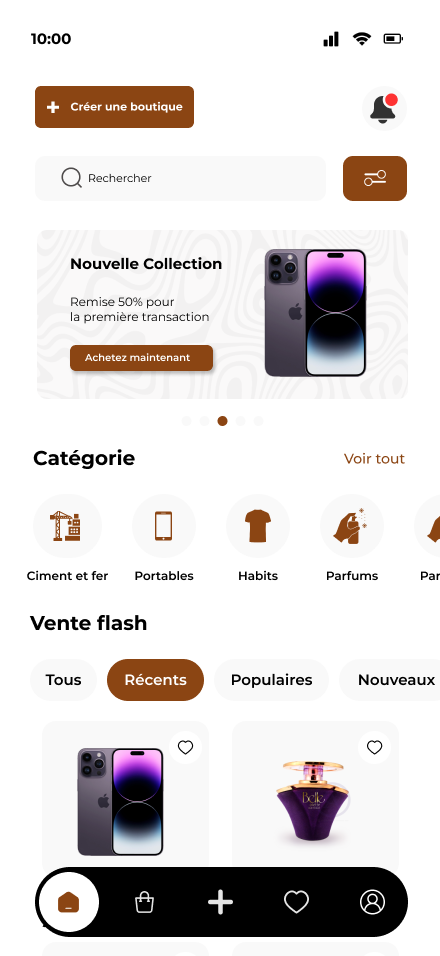 10:00
Créer une boutique
Rechercher
Nouvelle Collection
Remise 50% pour
la première transaction
Achetez maintenant
Catégorie
Voir tout
Ciment et fer
Portables
Habits
Parfums
Par
Vente flash
Tous
Récents
Populaires
Nouveaux
Belle